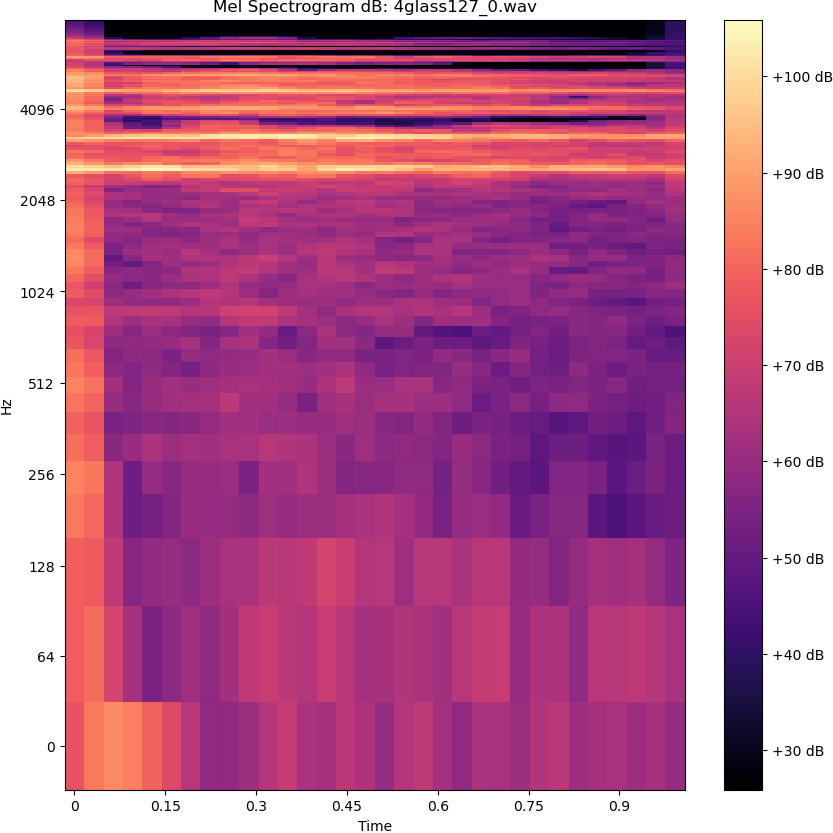 Mel Spectrogram dB: 4glass127_0.wav
+100 dB
4096
+90 dB
2048
+80 dB
1024
+70 dB
512
Hz
+60 dB
256
+50 dB
128
64
+40 dB
0
+30 dB
0 0.15 0.3 0.45 0.6 0.75 0.9
Time